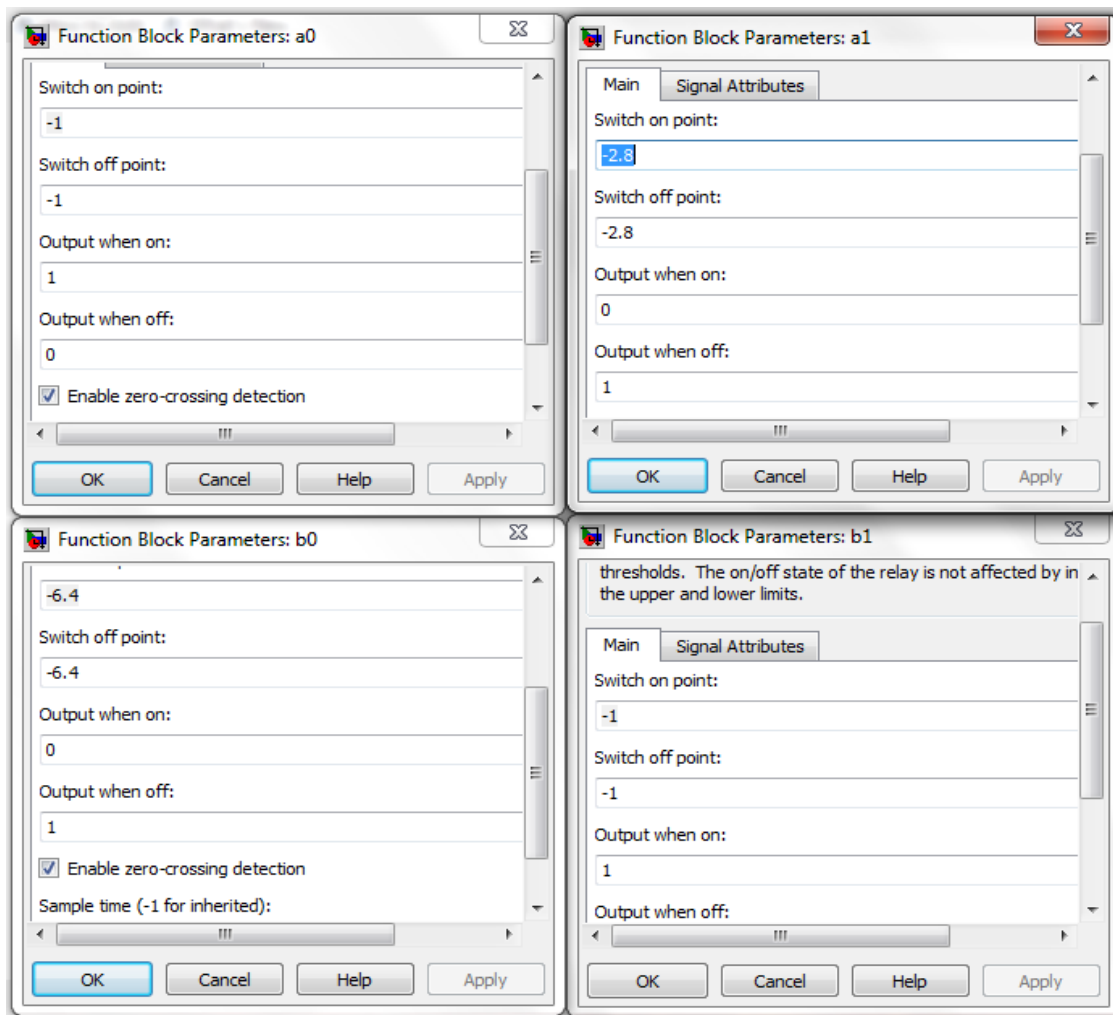 Function Block Parameters: a0
Switch on point:
-1
Switch off point:
-1
Output when on:
1
Output when off:
0
Enable zero-crossing detection
OK Cancel Help Apply
Function Block Parameters: a1
Main Signal Attributes
Switch on point:
-2.8
Switch off point:
-2.8
Output when on:
0
Output when off:
1
OK Cancel Help Apply
Function Block Parameters: b0
-6.4
Switch off point:
-6.4
Output when on:
0
Output when off:
1
Enable zero-crossing detection
Sample time (-1 for inherited):
OK Cancel Help Apply
Function Block Parameters: b1
thresholds. The on/off state of the relay is not affected by in
the upper and lower limits.
Main Signal Attributes
Switch on point:
-1
Switch off point:
-1
Output when on:
1
Output when off:
OK Cancel Help Apply